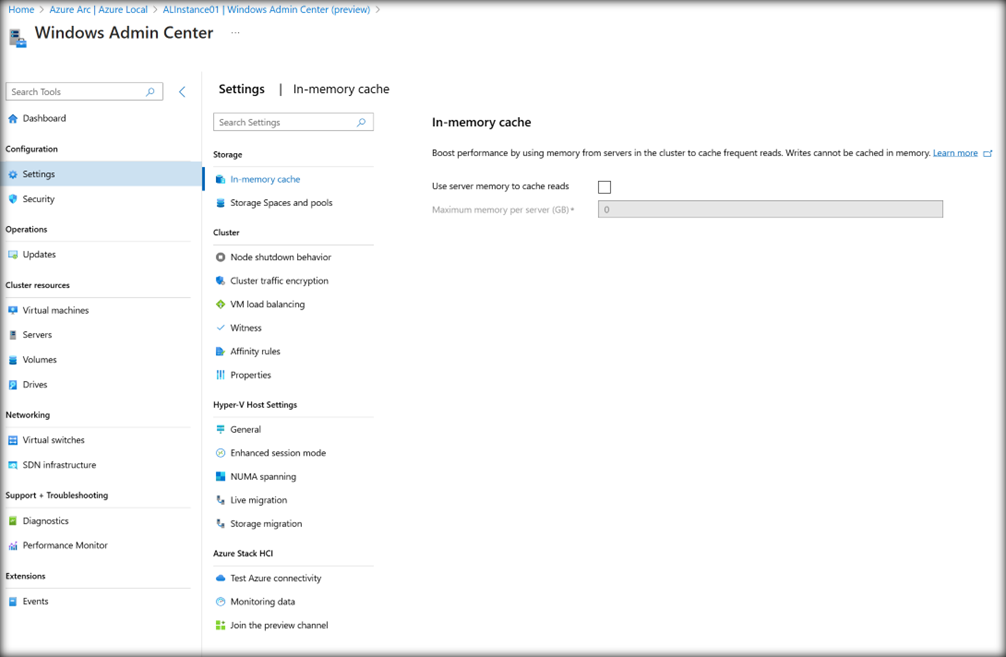 Home > Azure Arc | Azure Local > ALInstance01 | Windows Admin Center (preview) >
Windows Admin Center ...
Search Tools
Dashboard
Configuration
Settings
Security
Operations
Updates
Cluster resources
Virtual machines
Servers
Volumes
Drives
Networking
Virtual switches
SDN infrastructure
Support + Troubleshooting
Diagnostics
Performance Monitor
Extensions
Events
Settings | In-memory cache
Search Settings
Storage
In-memory cache
Storage Spaces and pools
Cluster
Node shutdown behavior
Cluster traffic encryption
VM load balancing
Witness
Affinity rules
Properties
Hyper-V Host Settings
General
Enhanced session mode
NUMA spanning
Live migration
Storage migration
Azure Stack HCI
Test Azure connectivity
Monitoring data
Join the preview channel
In-memory cache
Boost performance by using memory from servers in the cluster to cache frequent reads. Writes cannot be cached in memory. Learn more
Use server memory to cache reads
Maximum memory per server (GB) * 0